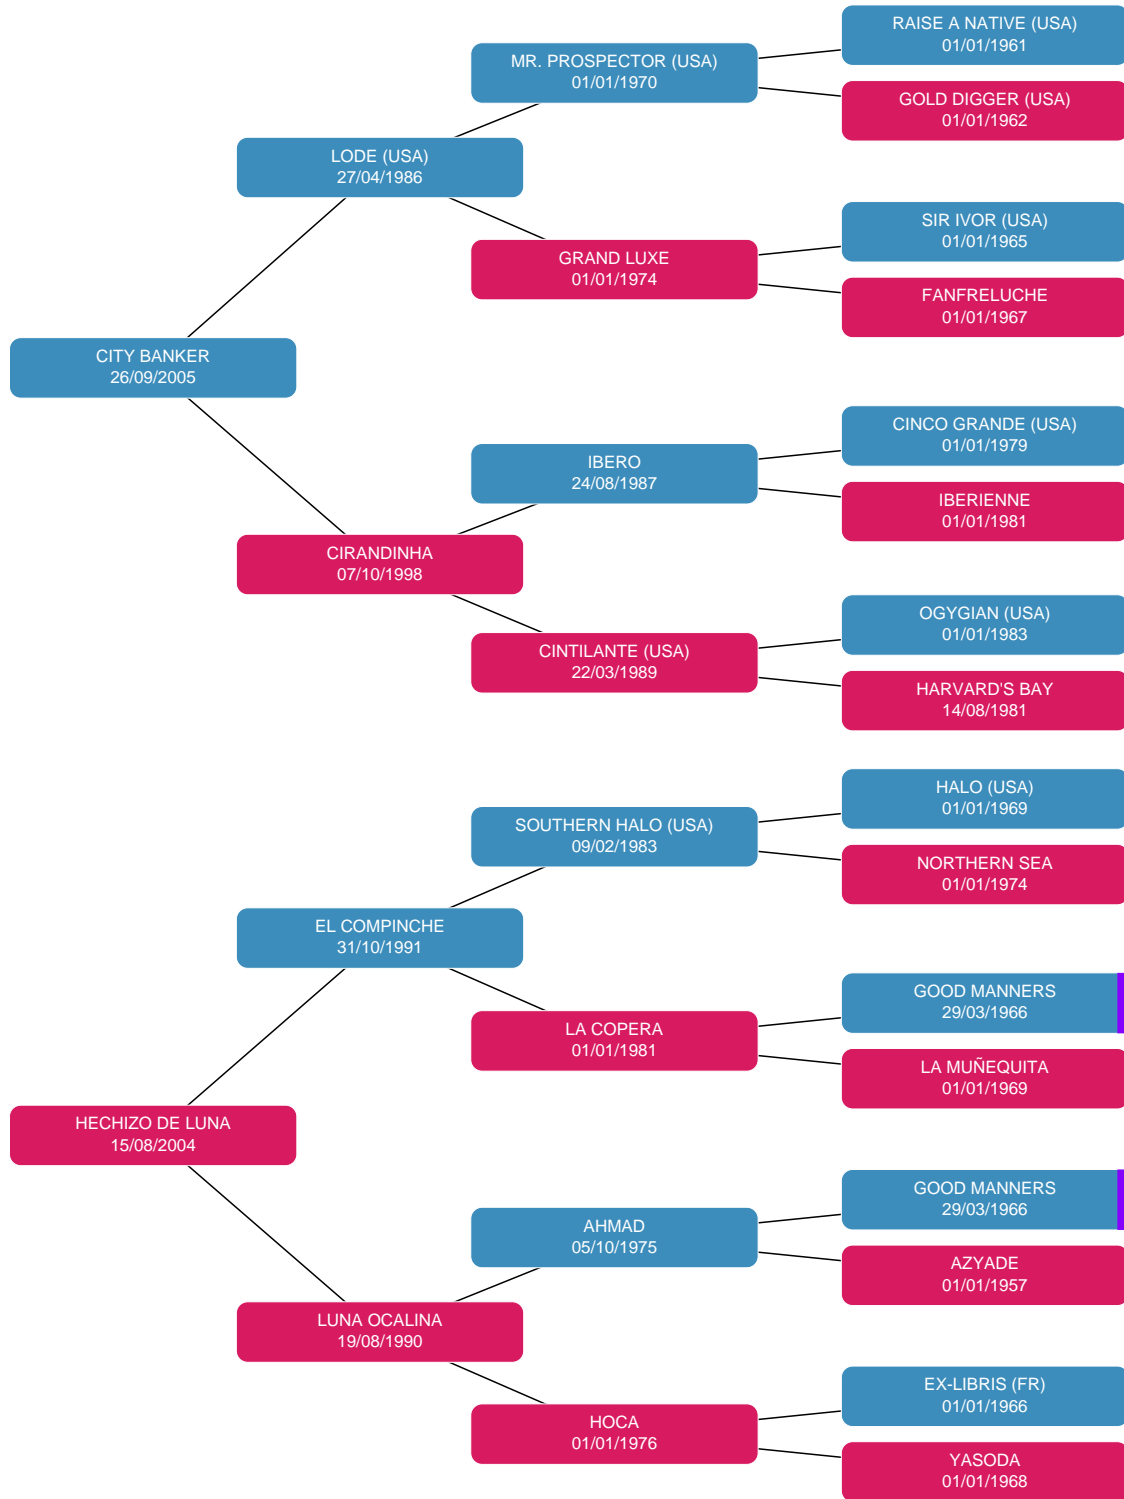 RAISE A NATIVE (USA)
01/01/1961
MR. PROSPECTOR (USA)
01/01/1970
GOLD DIGGER (USA)
01/01/1962
LODE (USA)
27/04/1986
SIR IVOR (USA)
01/01/1965
GRAND LUXE
01/01/1974
FANFRELUCHE
01/01/1967
CITY BANKER
26/09/2005
CINCO GRANDE (USA)
01/01/1979
IBERO
24/08/1987
IBERIENNE
01/01/1981
CIRANDINHA
07/10/1998
OGYGIAN (USA)
01/01/1983
CINTILANTE (USA)
22/03/1989
HARVARD'S BAY
14/08/1981
HALO (USA)
01/01/1969
SOUTHERN HALO (USA)
09/02/1983
NORTHERN SEA
01/01/1974
EL COMPINCHE
31/10/1991
GOOD MANNERS
29/03/1966
LA COPERA
01/01/1981
LA MUÑEQUITA
01/01/1969
HECHIZO DE LUNA
15/08/2004
GOOD MANNERS
29/03/1966
AHMAD
05/10/1975
AZYADE
01/01/1957
LUNA OCALINA
19/08/1990
EX-LIBRIS (FR)
01/01/1966
HOCA
01/01/1976
YASODA
01/01/1968